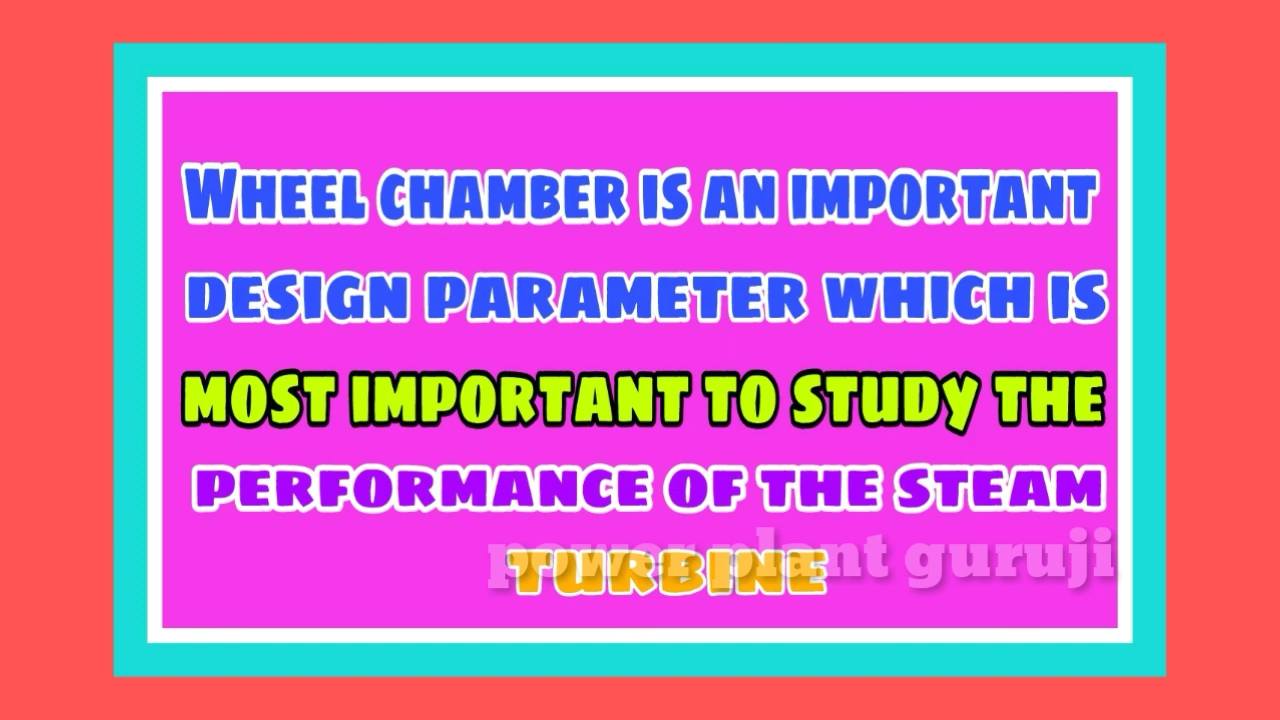 Wheel chamber is an important
design parameter which is
most important to study the
performance of the steam
turbine
power plant guruji